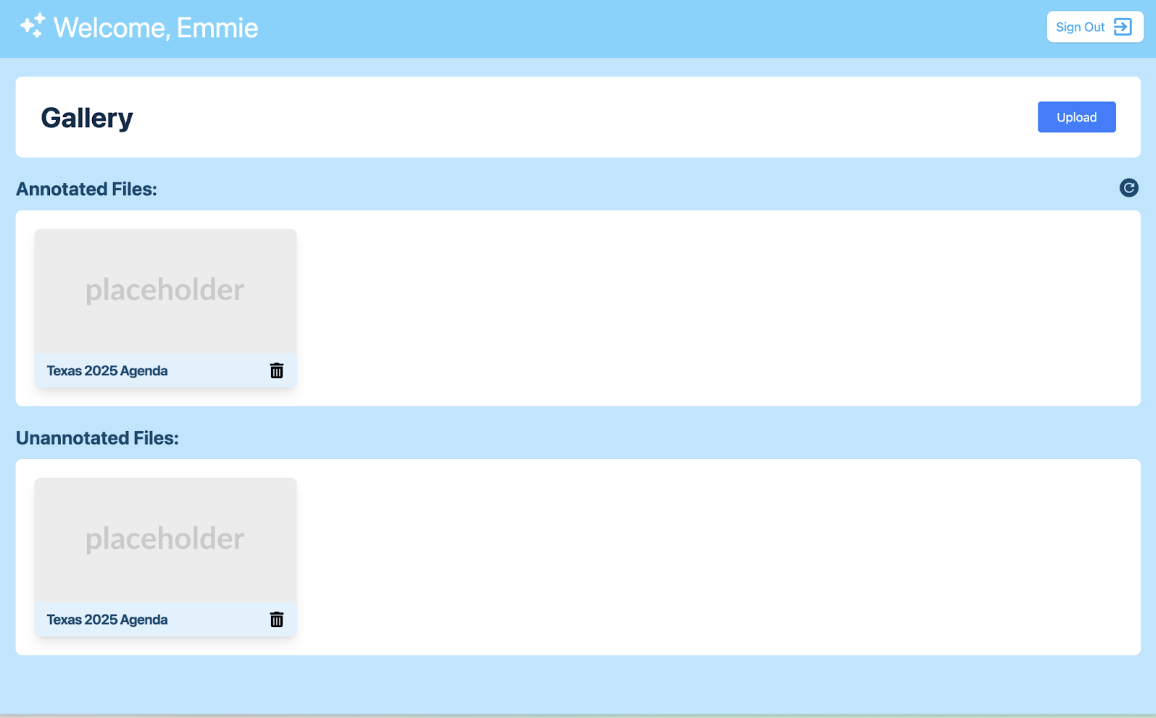 Welcome, Emmie
Sign Out
Gallery
Upload
Annotated Files:
placeholder
Texas 2025 Agenda
Unannotated Files:
placeholder
Texas 2025 Agenda